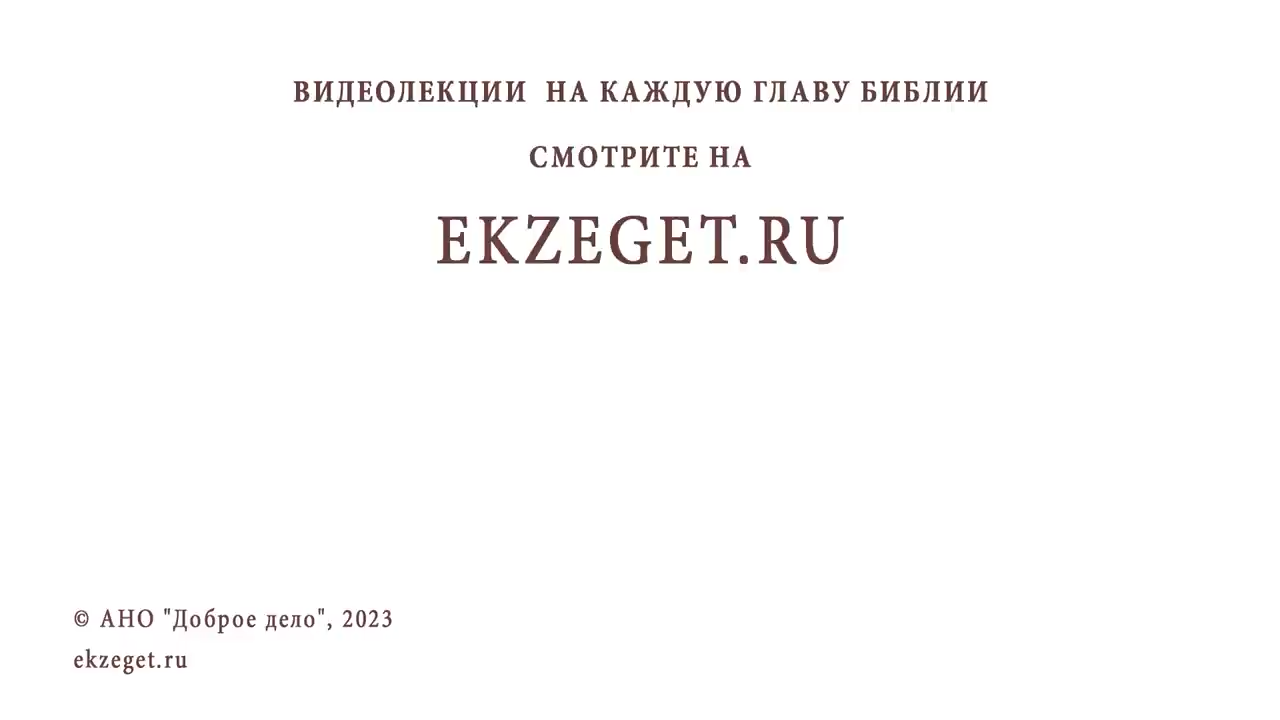 ВИДЕОЛЕКЦИИ НА КАЖДУЮ ГЛАВУ БИБЛИИ
СМОТРИТЕ НА
EKZEGET.RU
© АНО "Доброе дело", 2023
ekzeget.ru